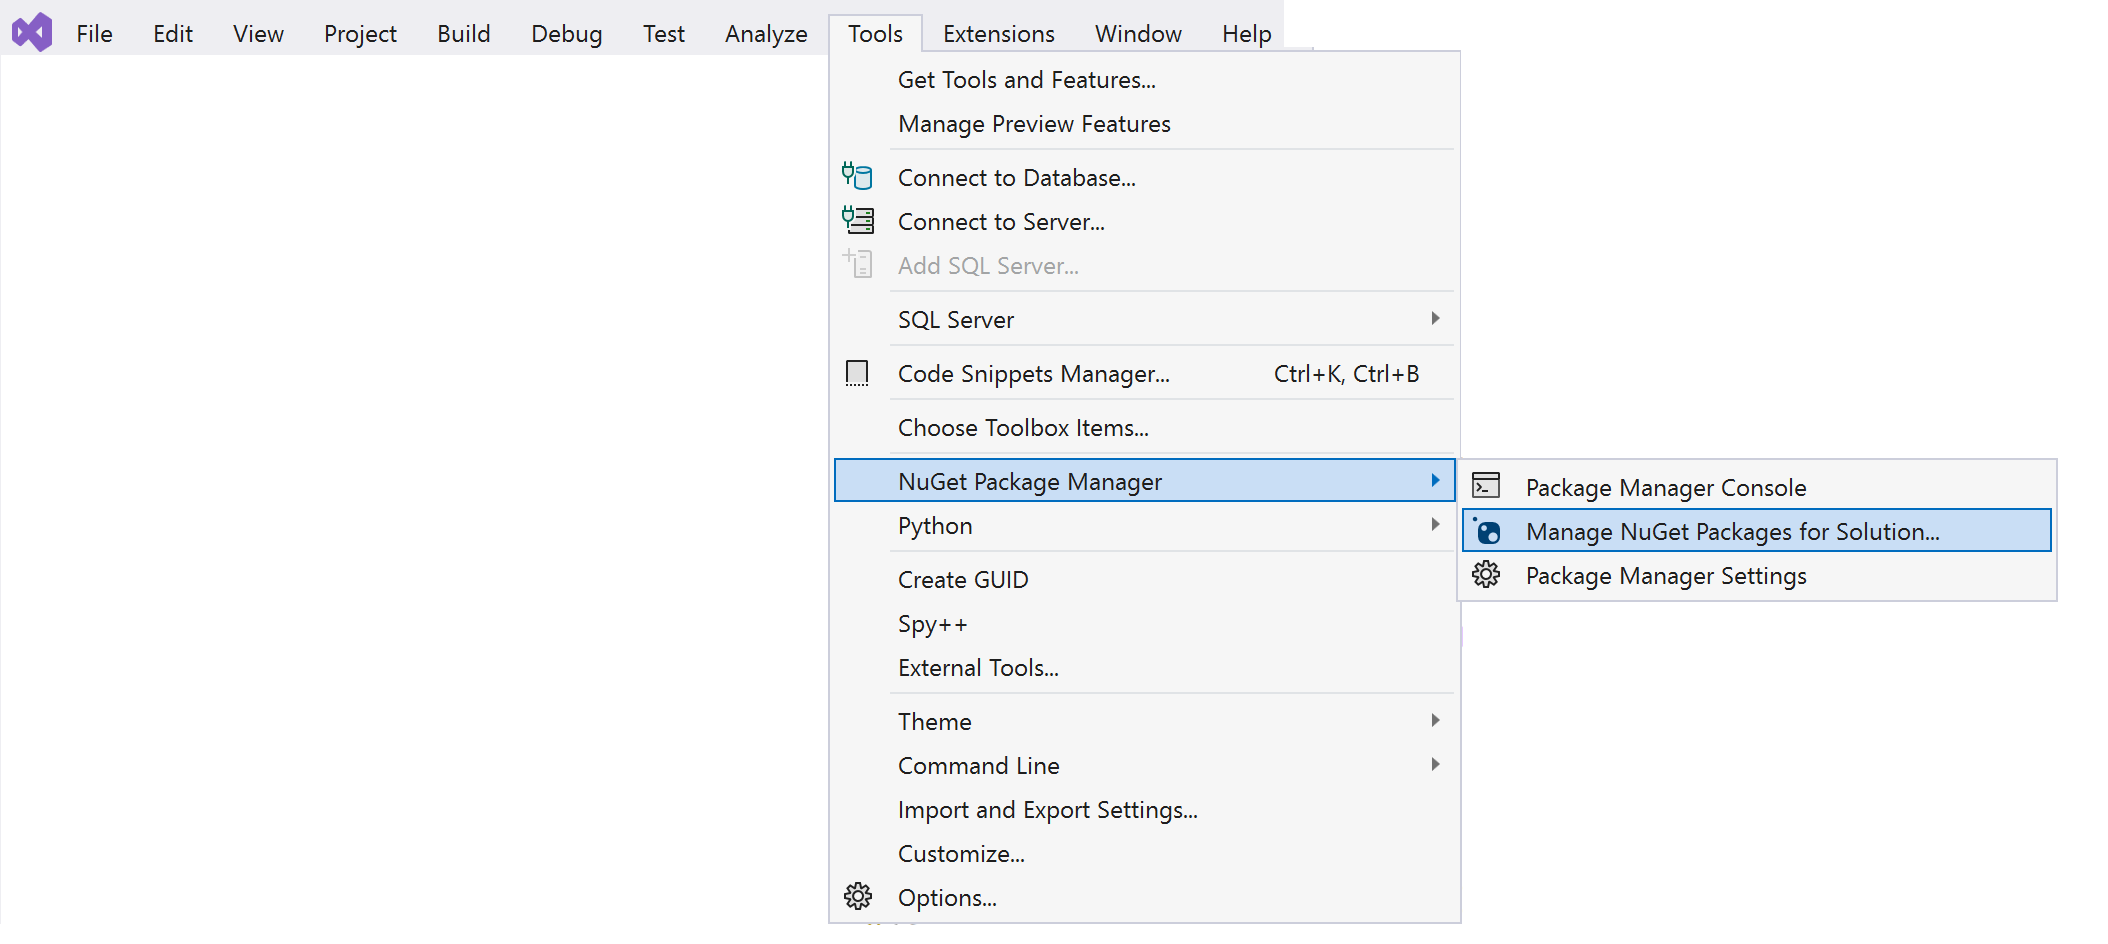 File Edit View Project Build Debug Test Analyze Tools Extensions Window Help
Get Tools and Features...
Manage Preview Features
Connect to Database...
Connect to Server...
Add SQL Server...
SQL Server
Code Snippets Manager... Ctrl+K, Ctrl+B
Choose Toolbox Items...
NuGet Package Manager
Python
Create GUID
Spy++
External Tools...
Theme
Command Line
Import and Export Settings...
Customize...
Options...
Package Manager Console
Manage NuGet Packages for Solution...
Package Manager Settings